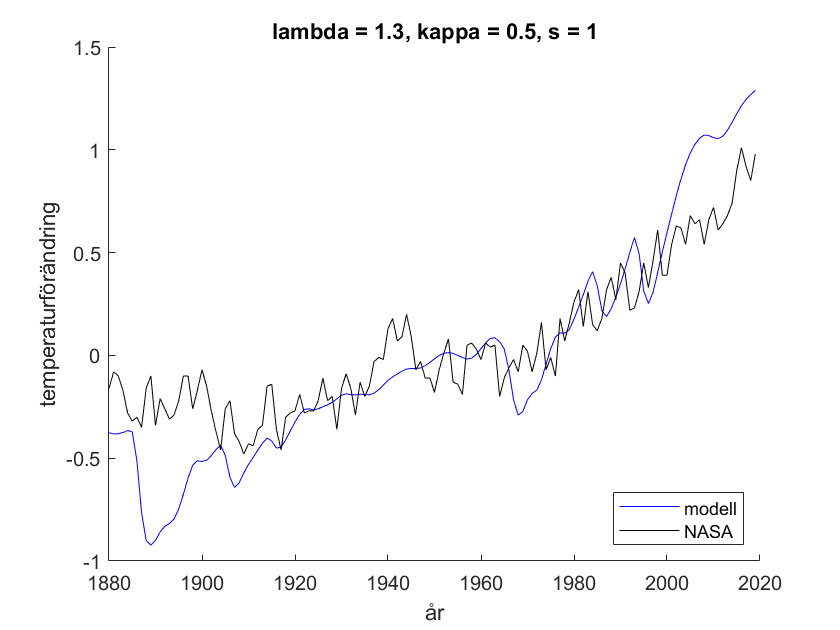 lambda = 1.3, kappa = 0.5, s = 1
1.5
1
0.5
0
-0.5
-1
temperaturförändring
modell
NASA
1880 1900 1920 1940 1960 1980 2000 2020
år